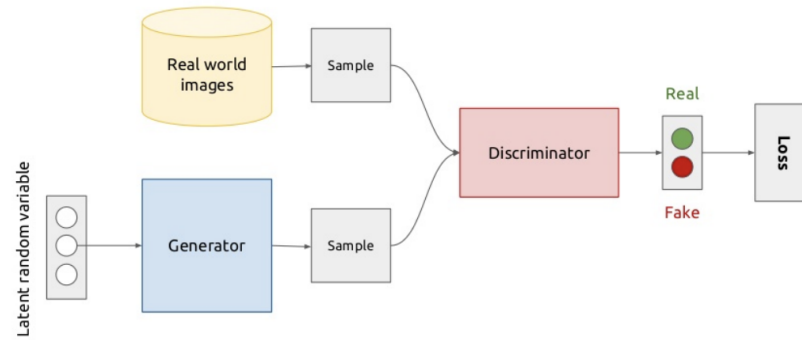 Real world
images
Sample
Real
Discriminator
Loss
Fake
Latent random variable
Generator
Sample